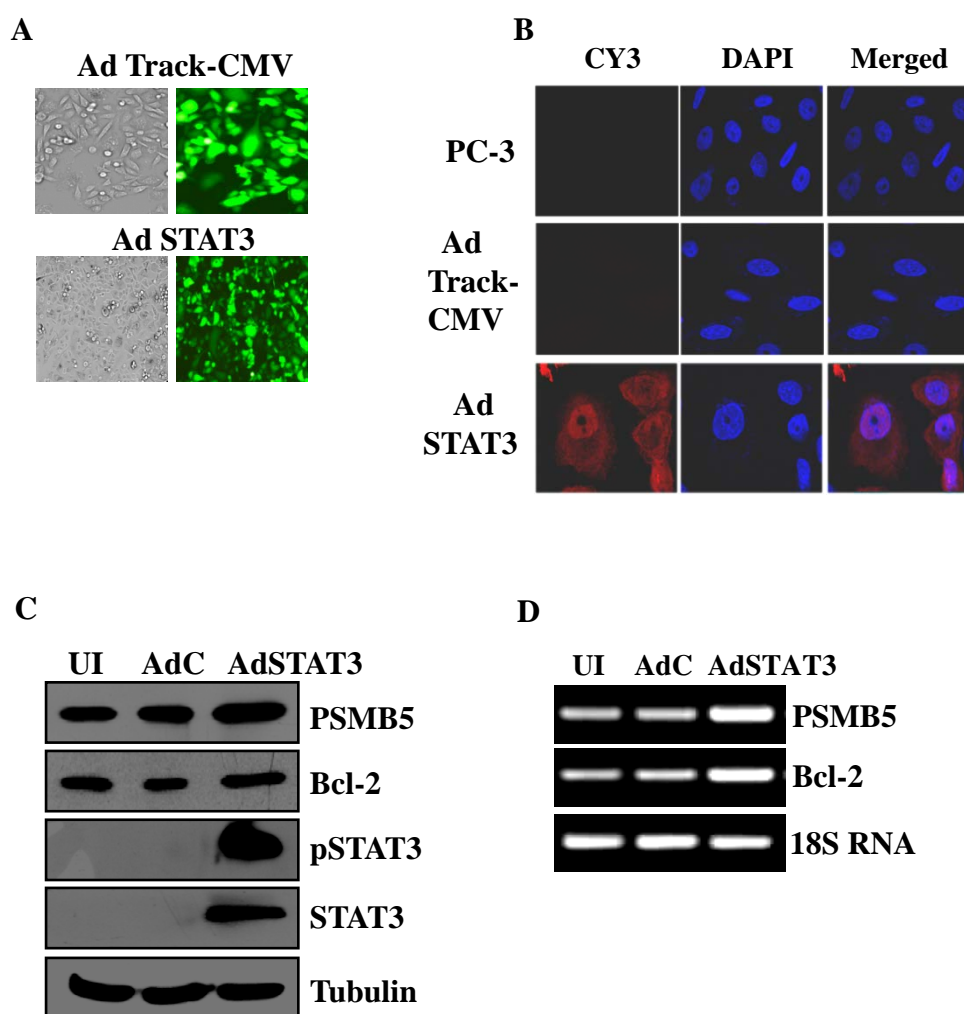 A
Ad Track-CMV
Ad STAT3
B
CY3 DAPI Merged
PC-3
Ad
Track-
CMV
Ad
STAT3
C
UI AdC AdSTAT3
PSMB5
Bcl-2
pSTAT3
STAT3
Tubulin
D
UI AdC AdSTAT3
PSMB5
Bcl-2
18S RNA